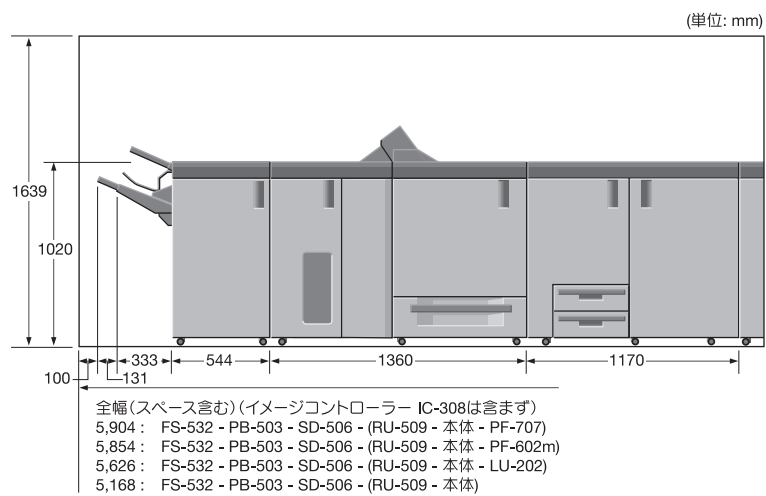 (単位: mm)
1639
1020
333
544
1360
1170
100
131
全幅(スペース含む)(イメージコントローラー IC-308は含まず)
5,904 : FS-532 - PB-503 - SD-506 - (RU-509 - 本体 - PF-707)
5,854 : FS-532 - PB-503 - SD-506 - (RU-509 - 本体 - PF-602m)
5,626 : FS-532 - PB-503 - SD-506 - (RU-509 - 本体 - LU-202)
5,168 : FS-532 - PB-503 - SD-506 - (RU-509 - 本体)